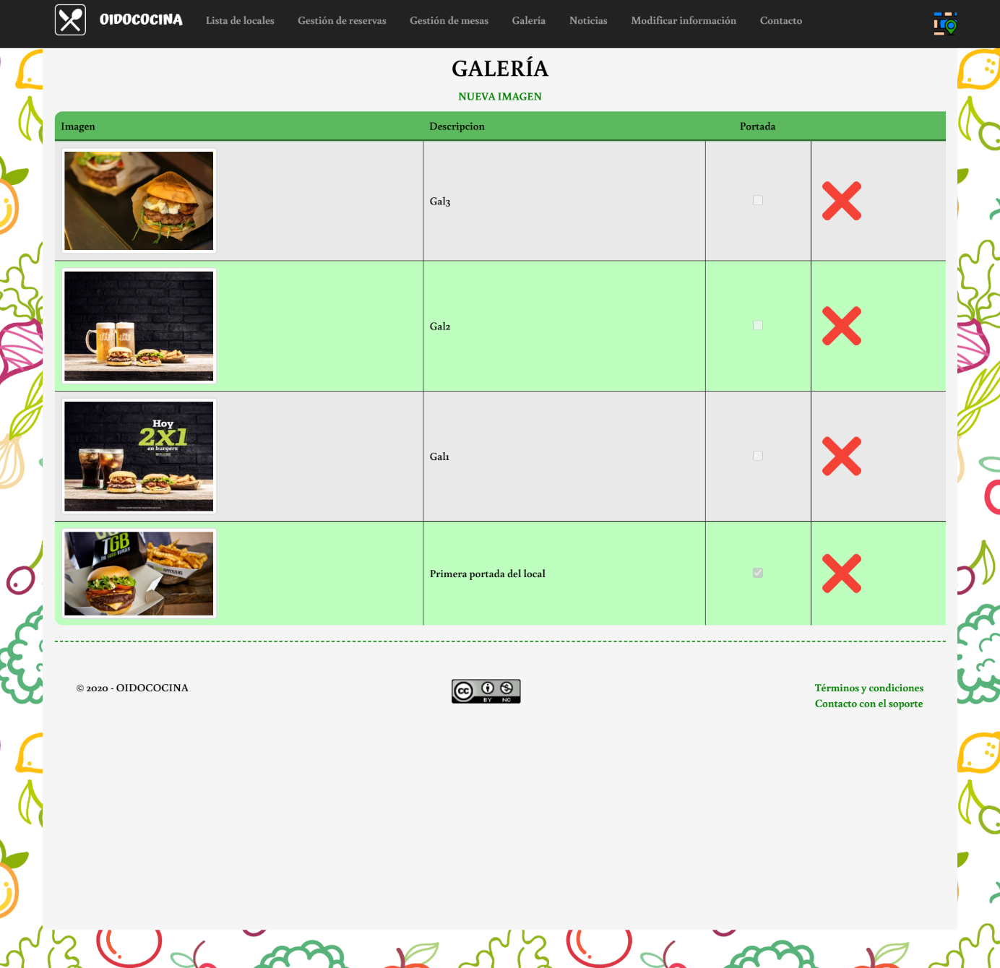 OIDOCOCINA
Lista de locales
Gestión de reservas
Gestión de mesas
Galería
Noticias
Modificar información
Contacto
GALERÍA
NUEVA IMAGEN
Imagen
Descripcion
Portada
Gal3
Gal2
Hoy
2x1
en burgers
Gal1
TGB
THE GOOD BURGER
APPETIZERS
Primera portada del local
© 2020 - OIDOCOCINA
cc
BY NC
Términos y condiciones
Contacto con el soporte